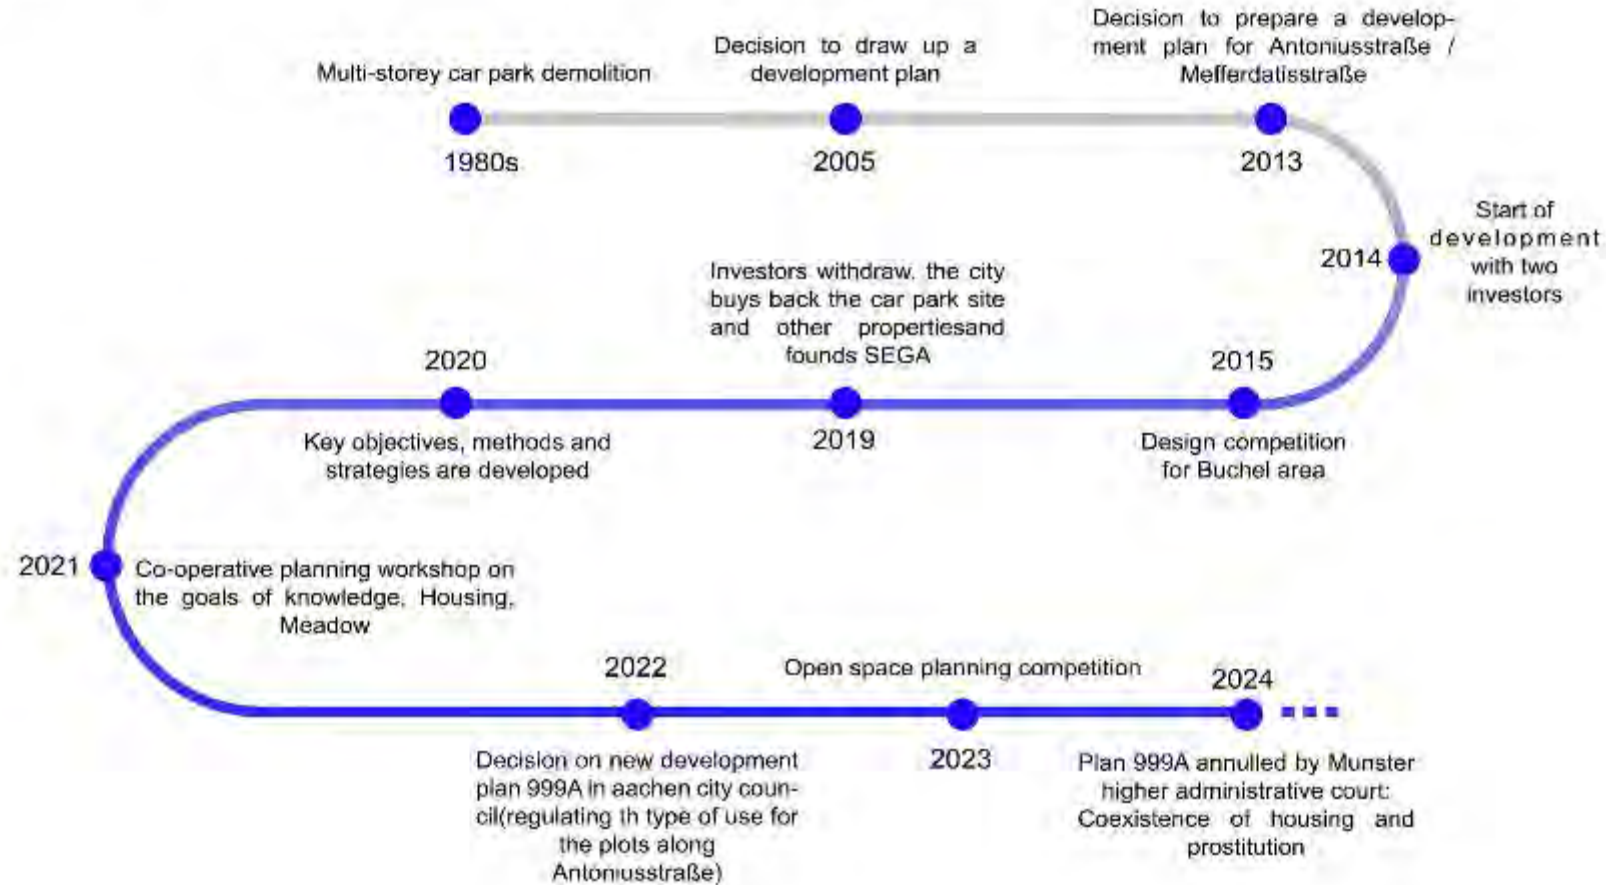 Multi-storey car park demolition
1980s
Decision to draw up a
development plan
2005
Decision to prepare a develop-
ment plan for Antoniusstraße /
Mefferdatisstraße
2013
2014
Start of
development
with two
investors
2015
Design competition
for Buchel area
Investors withdraw. the city
buys back the car park site
and other propertiesand
founds SEGA
2019
2020
Key objectives, methods and
strategies are developed
2021
Co-operative planning workshop on
the goals of knowledge, Housing,
Meadow
2022
Decision on new development
plan 999A in aachen city coun-
cil(regulating th type of use for
the plots along
Antoniusstraße)
Open space planning competition
2023
2024
Plan 999A annulled by Munster
higher administrative court:
Coexistence of housing and
prostitution